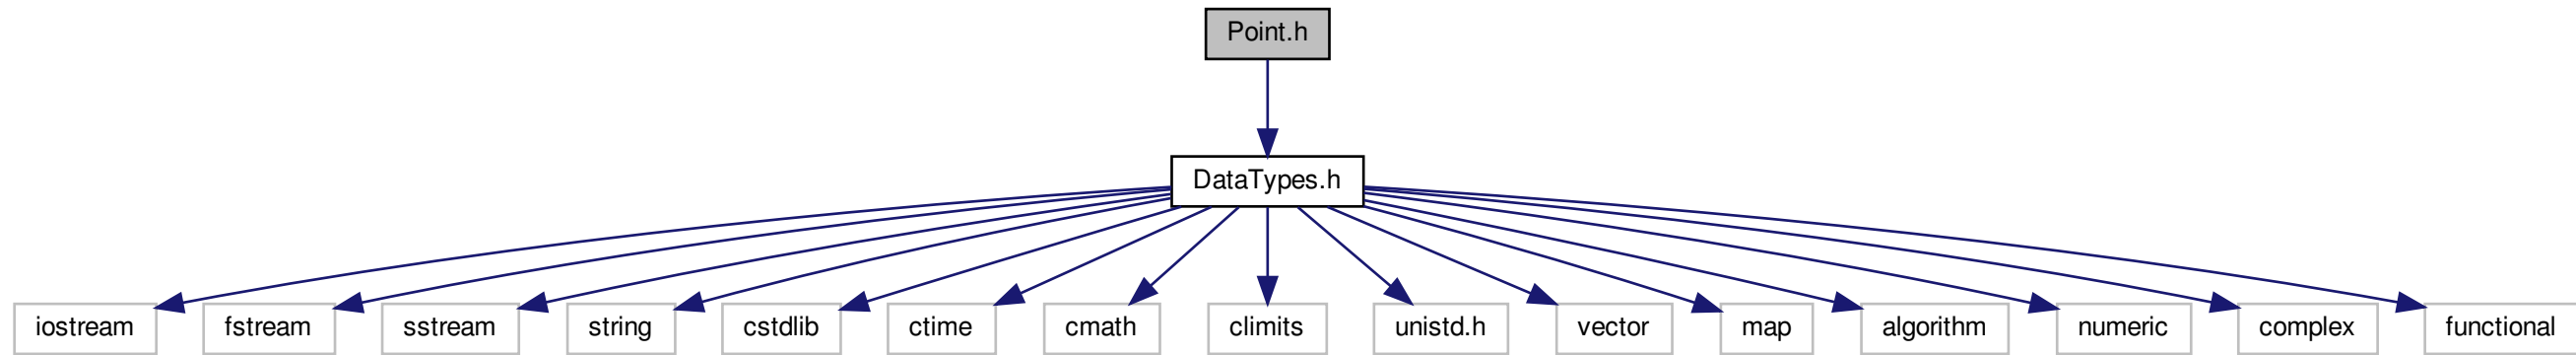 Point.h
DataTypes.h
iostream
fstream
sstream
string
cstdlib
ctime
cmath
climits
unistd.h
vector
map
algorithm
numeric
complex
functional